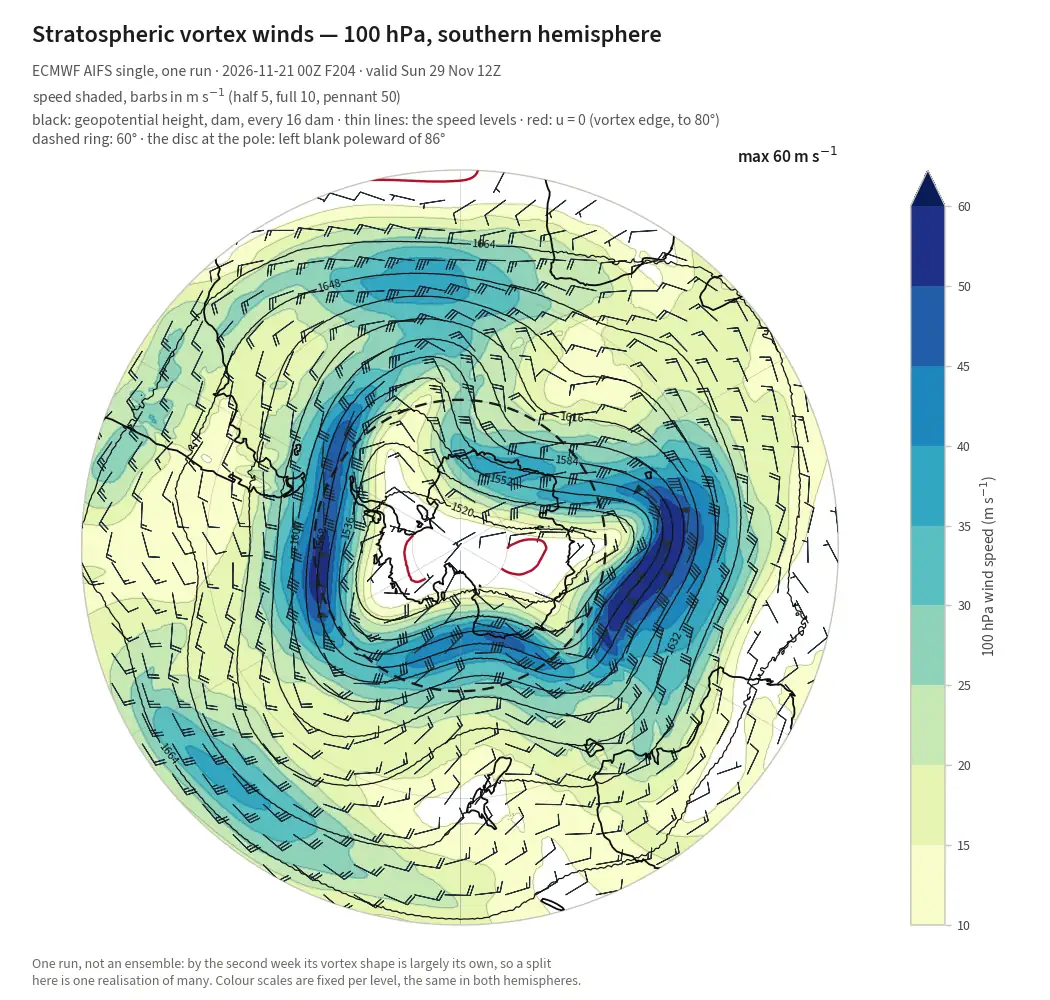 Stratospheric vortex winds — 100 hPa, southern hemisphere
ECMWF AIFS single, one run · 2026-11-21 00Z F204 · valid Sun 29 Nov 12Z
speed shaded, barbs in m s⁻¹ (half 5, full 10, pennant 50)
black: geopotential height, dam, every 16 dam · thin lines: the speed levels · red: u = 0 (vortex edge, to 80°)
dashed ring: 60° · the disc at the pole: left blank poleward of 86°
max 60 m s⁻¹
1664
1648
1616
1584
1552
1520
1536
1632
1664
60
50
45
40
35
30
25
20
15
10
100 hPa wind speed (m s⁻¹)
One run, not an ensemble: by the second week its vortex shape is largely its own, so a split
here is one realisation of many. Colour scales are fixed per level, the same in both hemispheres.